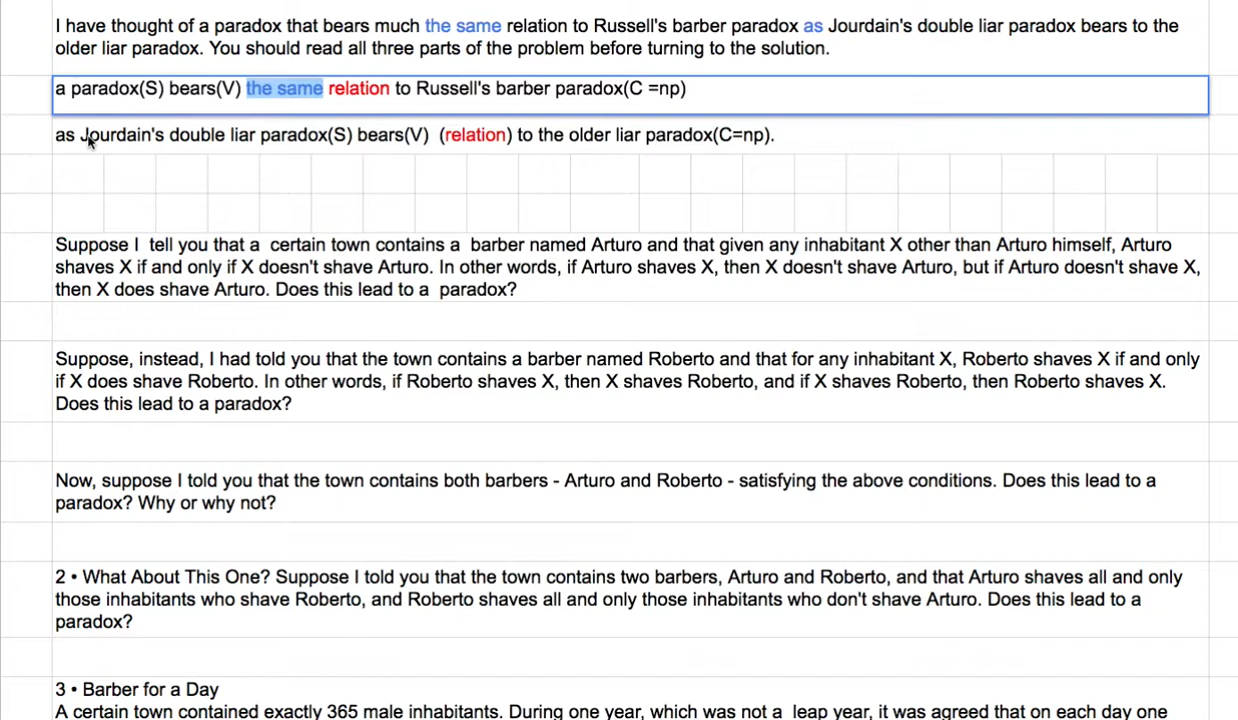 I have thought of a paradox that bears much the same relation to Russell's barber paradox as Jourdain's double liar paradox bears to the
older liar paradox. You should read all three parts of the problem before turning to the solution.
a paradox(S) bears(V) the same relation to Russell's barber paradox(C =np)
as Jourdain's double liar paradox(S) bears(V) (relation) to the older liar paradox(C=np).
Suppose I tell you that a certain town contains a barber named Arturo and that given any inhabitant X other than Arturo himself, Arturo
shaves X if and only if X doesn't shave Arturo. In other words, if Arturo shaves X, then X doesn't shave Arturo, but if Arturo doesn't shave X,
then X does shave Arturo. Does this lead to a paradox?
Suppose, instead, I had told you that the town contains a barber named Roberto and that for any inhabitant X, Roberto shaves X if and only
if X does shave Roberto. In other words, if Roberto shaves X, then X shaves Roberto, and if X shaves Roberto, then Roberto shaves X.
Does this lead to a paradox?
Now, suppose I told you that the town contains both barbers - Arturo and Roberto - satisfying the above conditions. Does this lead to a
paradox? Why or why not?
2 • What About This One? Suppose I told you that the town contains two barbers, Arturo and Roberto, and that Arturo shaves all and only
those inhabitants who shave Roberto, and Roberto shaves all and only those inhabitants who don't shave Arturo. Does this lead to a
paradox?
3 • Barber for a Day
A certain town contained exactly 365 male inhabitants. During one year, which was not a leap year, it was agreed that on each day one